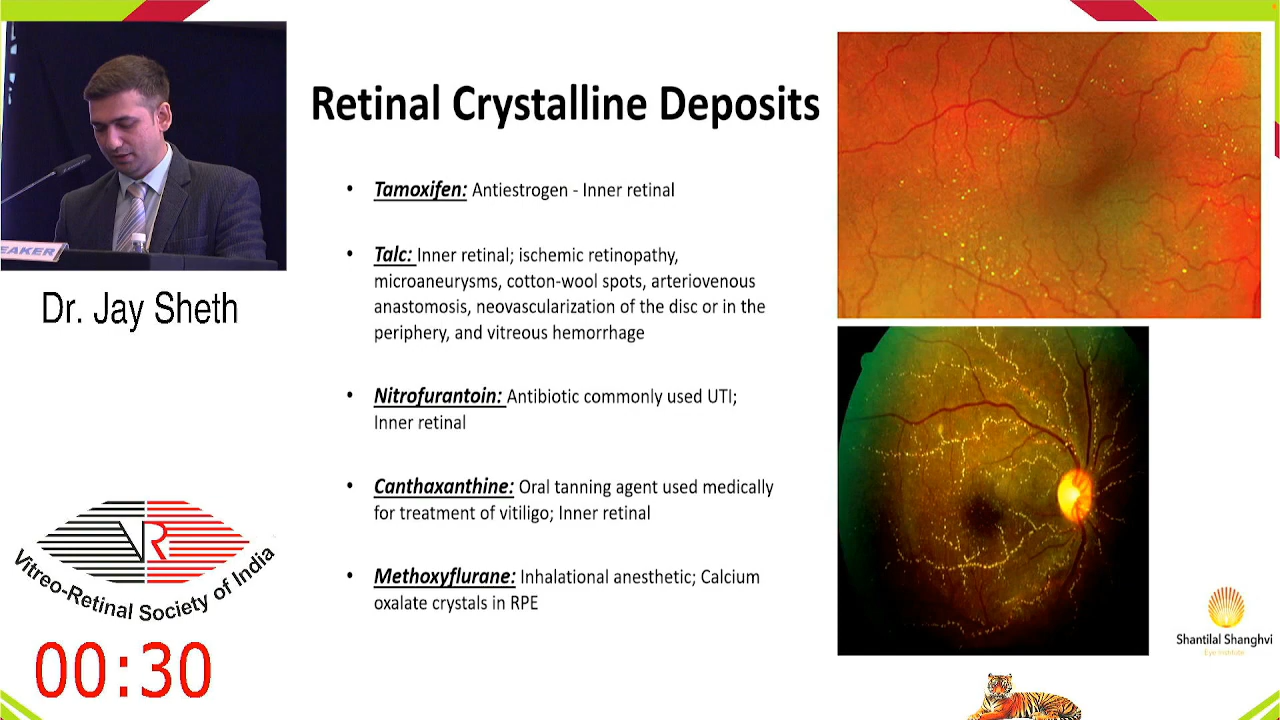 Retinal Crystalline Deposits
• Tamoxifen: Antiestrogen - Inner retinal
• Talc: Inner retinal; ischemic retinopathy,
microaneurysms, cotton-wool spots, arteriovenous
anastomosis, neovascularization of the disc or in the
periphery, and vitreous hemorrhage
• Nitrofurantoin: Antibiotic commonly used UTI;
Inner retinal
• Canthaxanthine: Oral tanning agent used medically
for treatment of vitiligo; Inner retinal
• Methoxyflurane: Inhalational anesthetic; Calcium
oxalate crystals in RPE
EAKER
Dr. Jay Sheth
VR
Vitreo-Retinal Society of India
00:30
Shantilal Shanghvi
Eye Institute